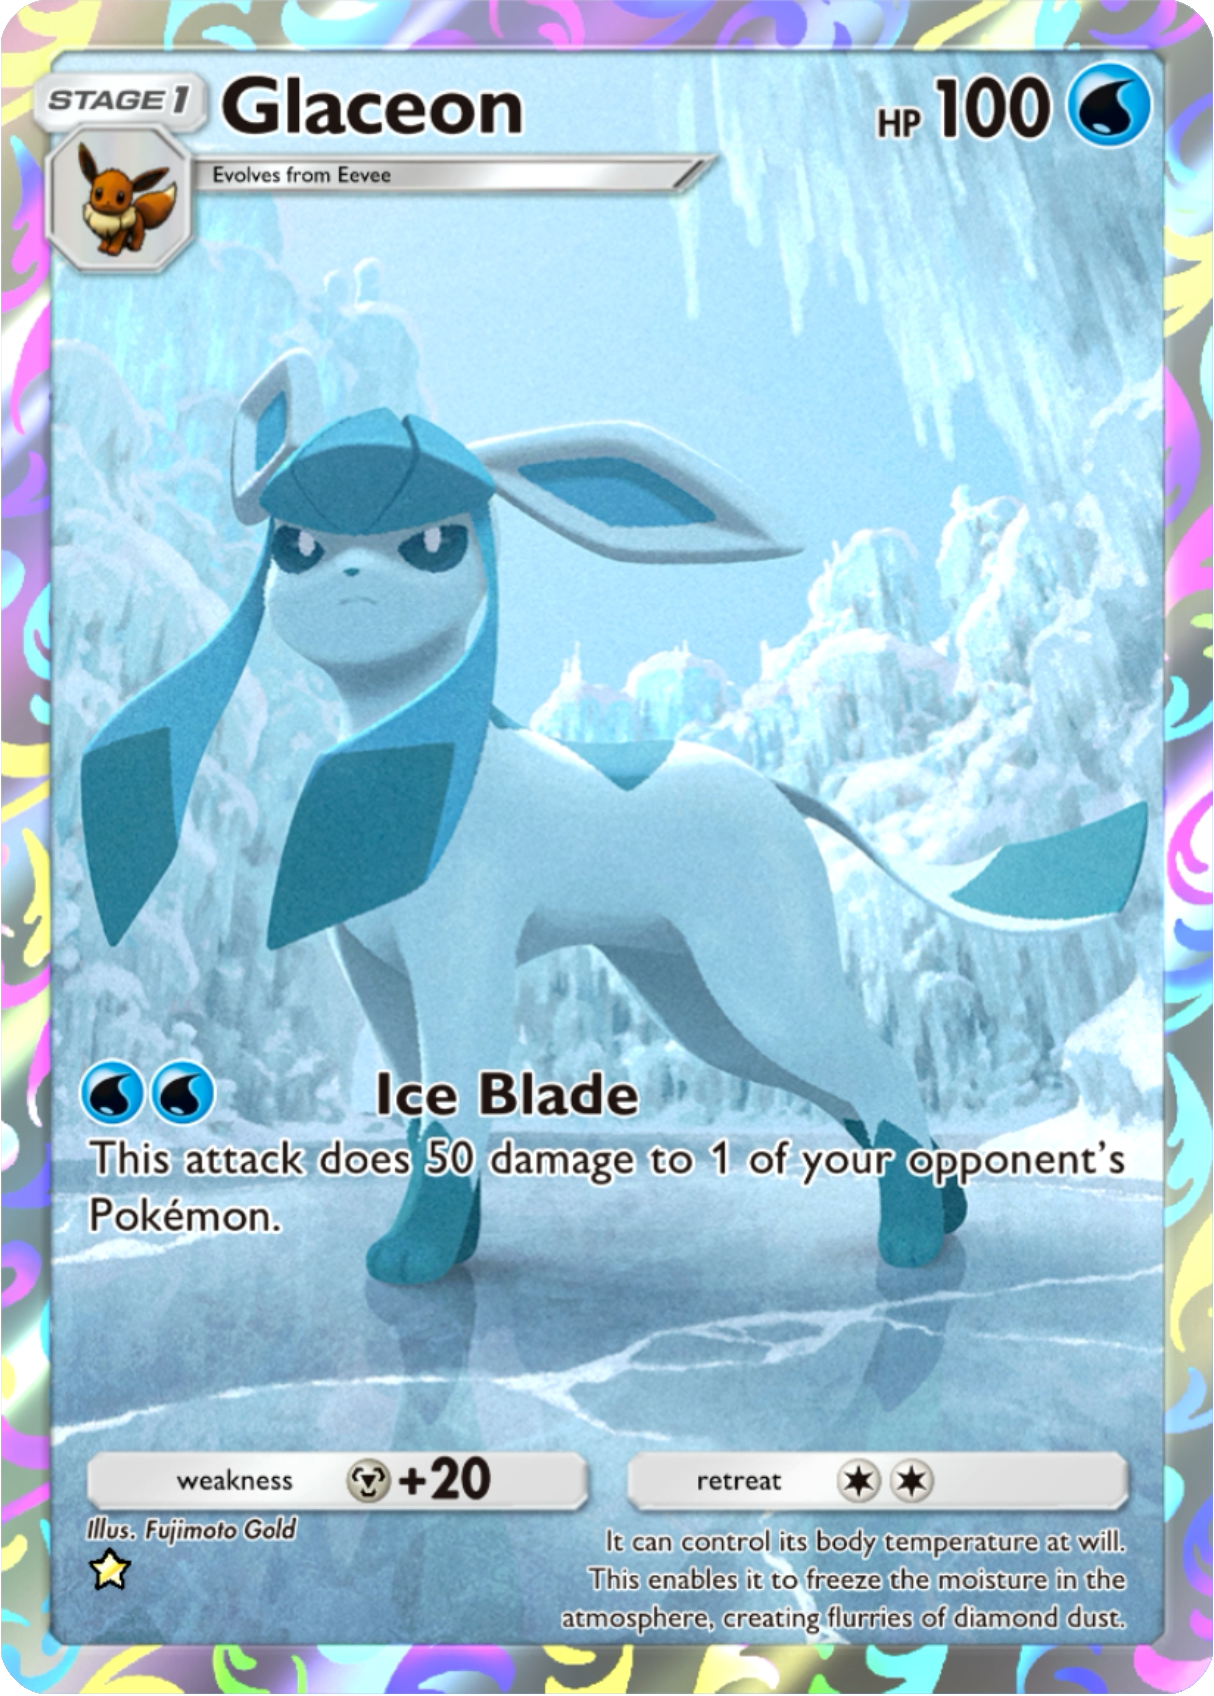 STAGE 1 Glaceon HP 100
Evolves from Eevee
Ice Blade
This attack does 50 damage to 1 of your opponent's
Pokémon.
weakness +20 retreat
Illus. Fujimoto Gold
It can control its body temperature at will.
This enables it to freeze the moisture in the
atmosphere, creating flurries of diamond dust.